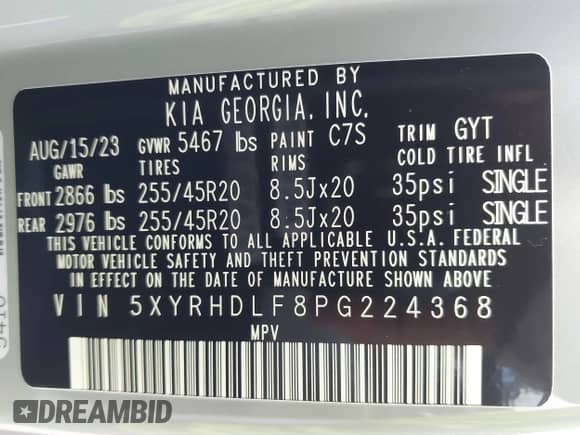 MANUFACTURED BY
KIA GEORGIA, INC.
AUG/15/23 GVWR 5467 lbs PAINT C7S TRIM GYT
GAWR TIRES RIMS COLD TIRE INFL
FRONT 2866 lbs 255/45R20 8.5Jx20 35psi SINGLE
REAR 2976 lbs 255/45R20 8.5Jx20 35psi SINGLE
THIS VEHICLE CONFORMS TO ALL APPLICABLE U.S.A. FEDERAL
MOTOR VEHICLE SAFETY AND THEFT PREVENTION STANDARDS
IN EFFECT ON THE DATE OF MANUFACTURE SHOWN ABOVE
VIN 5XYRHDLF8PG224368
MPV
DREAMBID